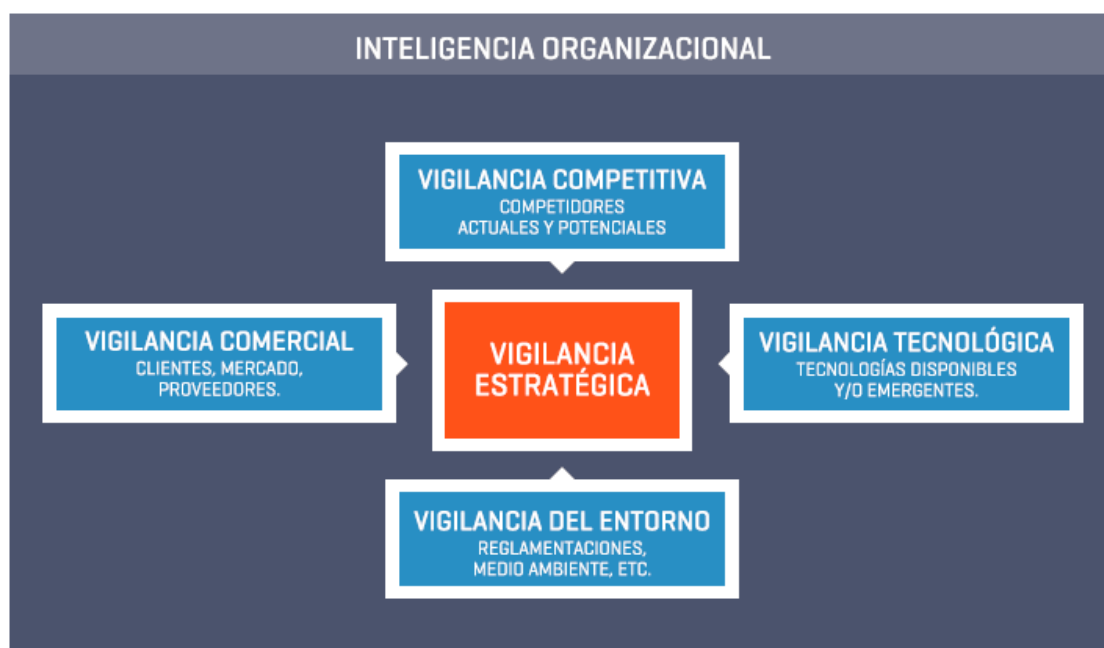 INTELIGENCIA ORGANIZACIONAL
VIGILANCIA COMPETITIVA
COMPETIDORES
ACTUALES Y POTENCIALES
VIGILANCIA COMERCIAL
CLIENTES, MERCADO,
PROVEEDORES.
VIGILANCIA
ESTRATÉGICA
VIGILANCIA TECNOLÓGICA
TECNOLOGÍAS DISPONIBLES
Y/O EMERGENTES.
VIGILANCIA DEL ENTORNO
REGLAMENTACIONES,
MEDIO AMBIENTE, ETC.